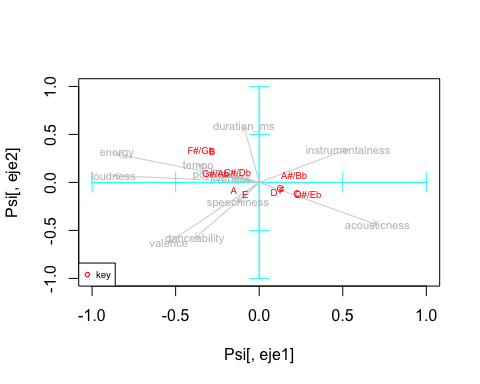 1.0
0.5
0.0
-0.5
-1.0
Psi[, eje2]
duration_ms
energy
F#/Gb
B
instrumentalness
tempo
loudness
G#/Ab
C#/Db
A#/Bb
liveness
A
E
D
D#/Eb
speechiness
acousticness
danceability
valence
key
-1.0 -0.5 0.0 0.5 1.0
Psi[, eje1]